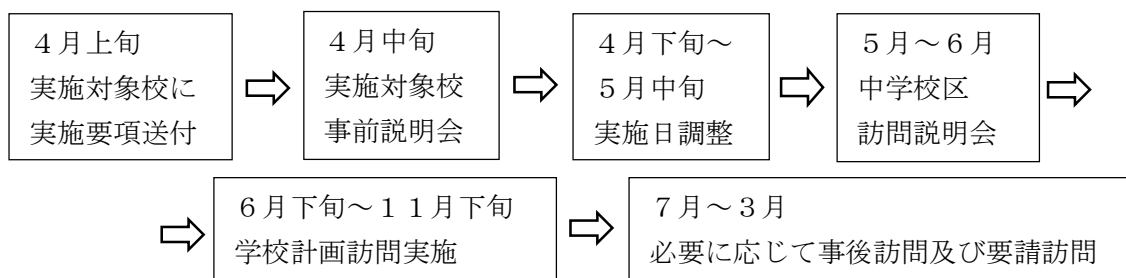 ４月上旬
実施対象校に
実施要項送付
４月中旬
実施対象校
事前説明会
４月下旬～
５月中旬
実施日調整
５月～６月
中学校区
訪問説明会
６月下旬～１１月下旬
学校計画訪問実施
７月～３月
必要に応じて事後訪問及び要請訪問